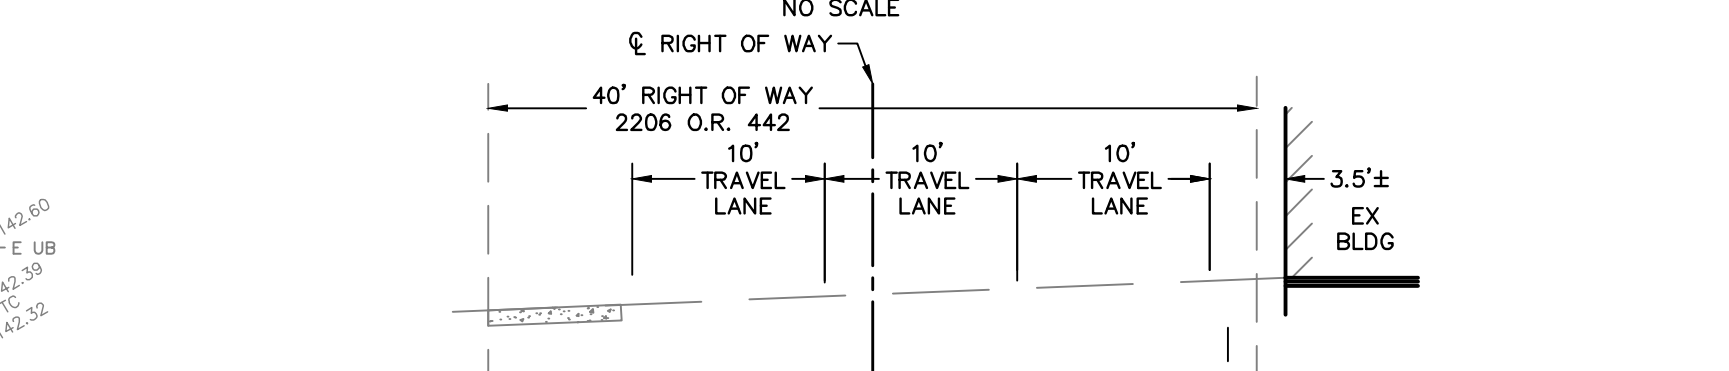 NO SCALE
℄ RIGHT OF WAY
40' RIGHT OF WAY
2206 O.R. 442
10'
TRAVEL
LANE
10'
TRAVEL
LANE
10'
TRAVEL
LANE
3.5'±
EX
BLDG
142.60
E UB
42.39
TC
142.32